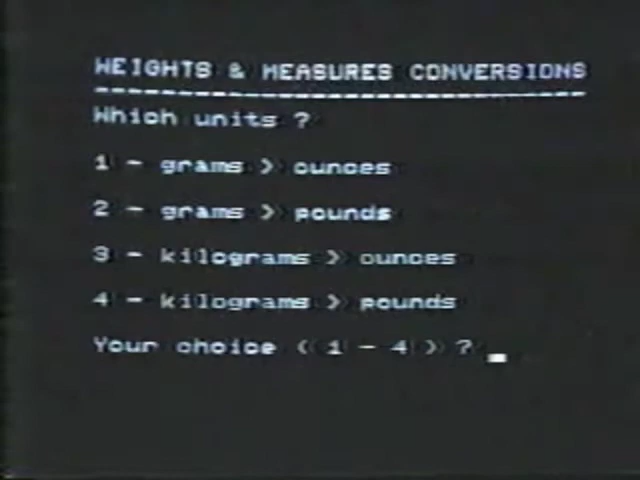 WEIGHTS & MEASURES CONVERSIONS
Which units ?
1 - grams > ounces
2 - grams > pounds
3 - kilograms > ounces
4 - kilograms > pounds
Your choice ( 1 - 4 ) ?